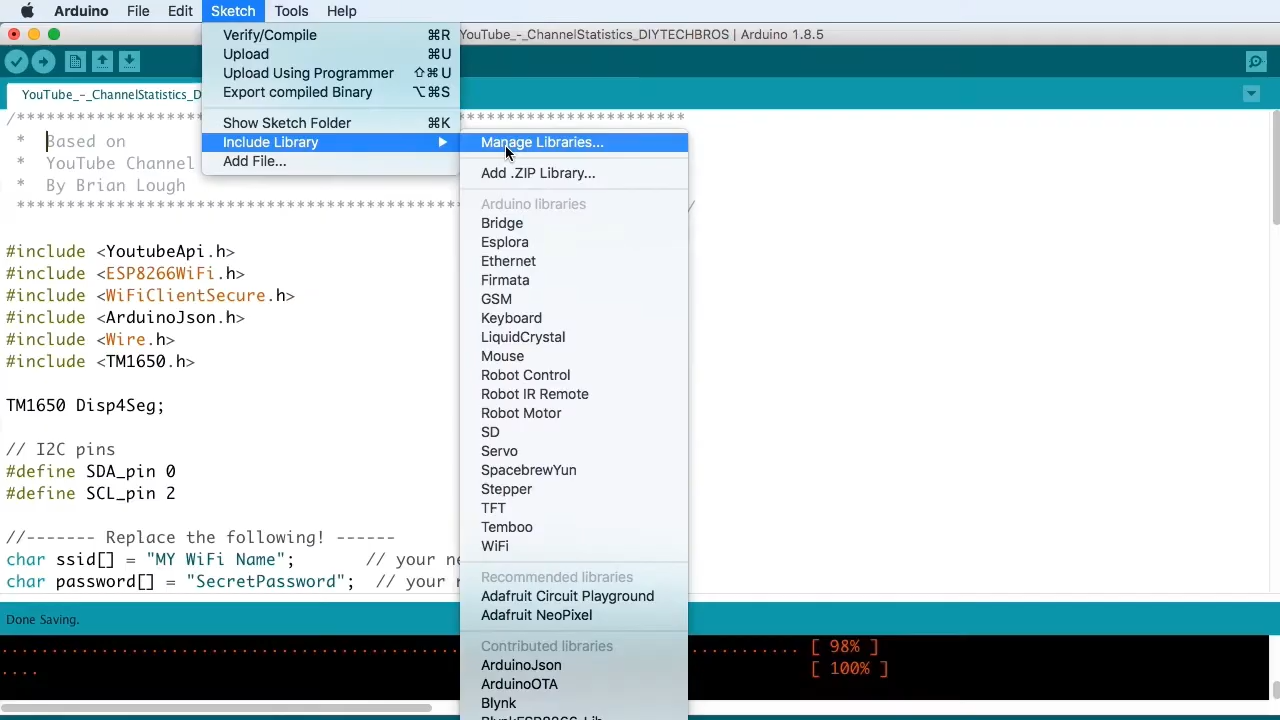 Arduino File Edit Sketch Tools Help
YouTube_-_ChannelStatistics_DIYTECHBROS | Arduino 1.8.5
YouTube_-_ChannelStatistics_D
Verify/Compile ⌘R
Upload ⌘U
Upload Using Programmer ⇧⌘U
Export compiled Binary ⌥⌘S
Show Sketch Folder ⌘K
Include Library ▶
Add File...
Manage Libraries...
Add .ZIP Library...
Arduino libraries
Bridge
Esplora
Ethernet
Firmata
GSM
Keyboard
LiquidCrystal
Mouse
Robot Control
Robot IR Remote
Robot Motor
SD
Servo
SpacebrewYun
Stepper
TFT
Temboo
WiFi
Recommended libraries
Adafruit Circuit Playground
Adafruit NeoPixel
Contributed libraries
ArduinoJson
ArduinoOTA
Blynk
* Based on
* YouTube Channel
* By Brian Lough
#include <YoutubeApi.h>
#include <ESP8266WiFi.h>
#include <WiFiClientSecure.h>
#include <ArduinoJson.h>
#include <Wire.h>
#include <TM1650.h>
TM1650 Disp4Seg;
// I2C pins
#define SDA_pin 0
#define SCL_pin 2
//------- Replace the following! ------
char ssid[] = "MY WiFi Name"; // your ne
char password[] = "SecretPassword"; // your
Done Saving.
[ 98% ]
.... [ 100% ]